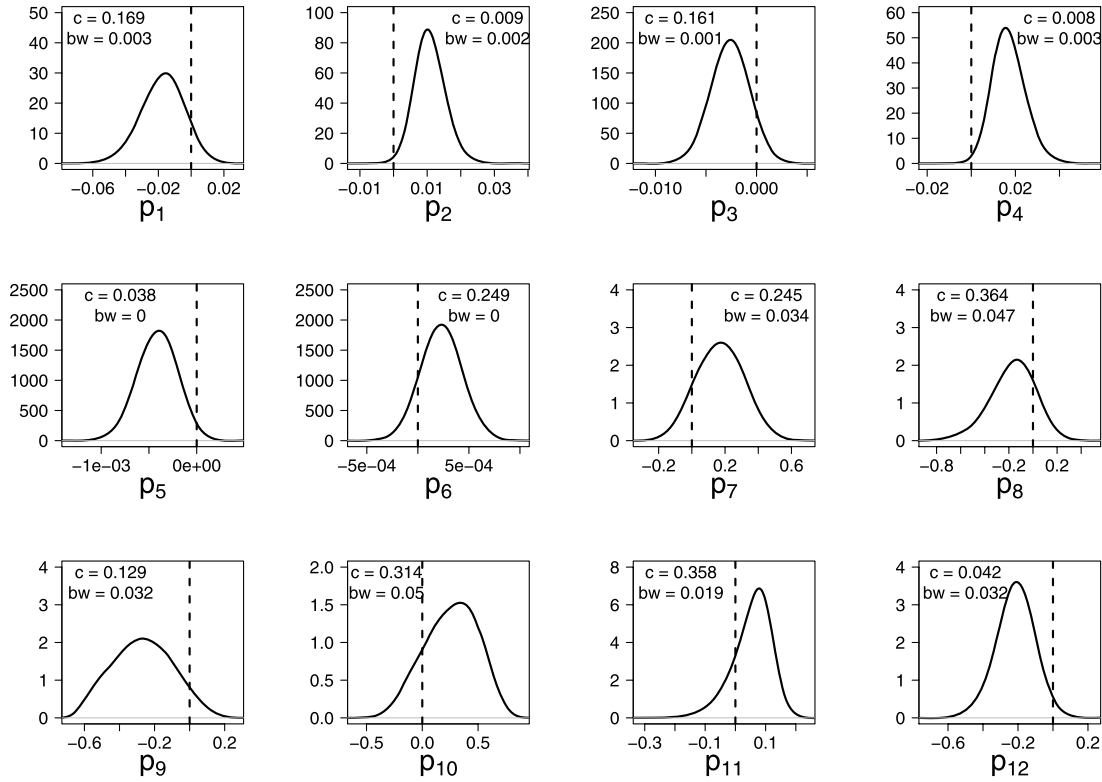 50
40
30
20
10
0
c = 0.169
bw = 0.003
−0.06 −0.02 0.02
p1
100
80
60
40
20
0
c = 0.009
bw = 0.002
−0.01 0.01 0.03
p2
250
200
150
100
50
0
c = 0.161
bw = 0.001
−0.010 0.000
p3
60
50
40
30
20
10
0
c = 0.008
bw = 0.003
−0.02 0.02
p4
2500
2000
1500
1000
500
0
c = 0.038
bw = 0
−1e−03 0e+00
p5
2500
2000
1500
1000
500
0
c = 0.249
bw = 0
−5e−04 5e−04
p6
4
3
2
1
0
c = 0.245
bw = 0.034
−0.2 0.2 0.6
p7
4
3
2
1
0
c = 0.364
bw = 0.047
−0.8 −0.2 0.2
p8
4
3
2
1
0
c = 0.129
bw = 0.032
−0.6 −0.2 0.2
p9
2.0
1.5
1.0
0.5
0.0
c = 0.314
bw = 0.05
−0.5 0.0 0.5
p10
8
6
4
2
0
c = 0.358
bw = 0.019
−0.3 −0.1 0.1
p11
4
3
2
1
0
c = 0.042
bw = 0.032
−0.6 −0.2 0.2
p12